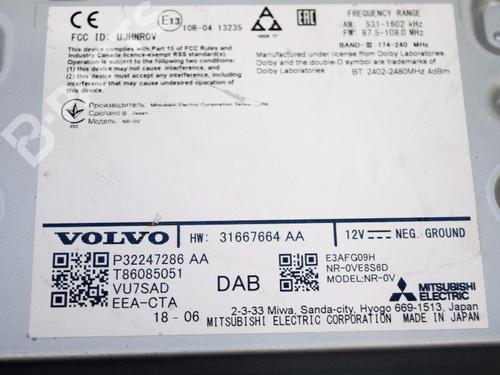 CE
E13
10R-04 13235
FCC ID: UJHNR0V
This device complies with Part 15 of FCC Rules and
Industry Canada licence-exempt RSS standard(s).
Operation is subject to the following two conditions:
(1) this device may not cause interference, and
(2) this device must accept any interference,
including interference that may cause undesired
operation of the device.
FREQUENCY RANGE
AM: 531-1602 kHz
FM: 87.5-108.0 MHz
BAND-III 174-240 MHz
Manufactured under license from Dolby Laboratories.
Dolby and the double-D symbol are trademarks
of Dolby Laboratories.
BT 2402-2480MHz 4dBm
Производитель: Mitsubishi Electric Corporation
Сделано в: Japan
Модель: NR-0V
VOLVO
HW: 31667664 AA
12V
NEG. GROUND
P32247286 AA
T86085051
VU7SAD
EEA-CTA
18-06
DAB
E3AFG09H
NR-0VE8S6D
MODEL:NR-0V
MITSUBISHI
ELECTRIC
2-3-33 Miwa, Sanda-city, Hyogo 669-1513, Japan
MITSUBISHI ELECTRIC CORPORATION MADE IN JAPAN